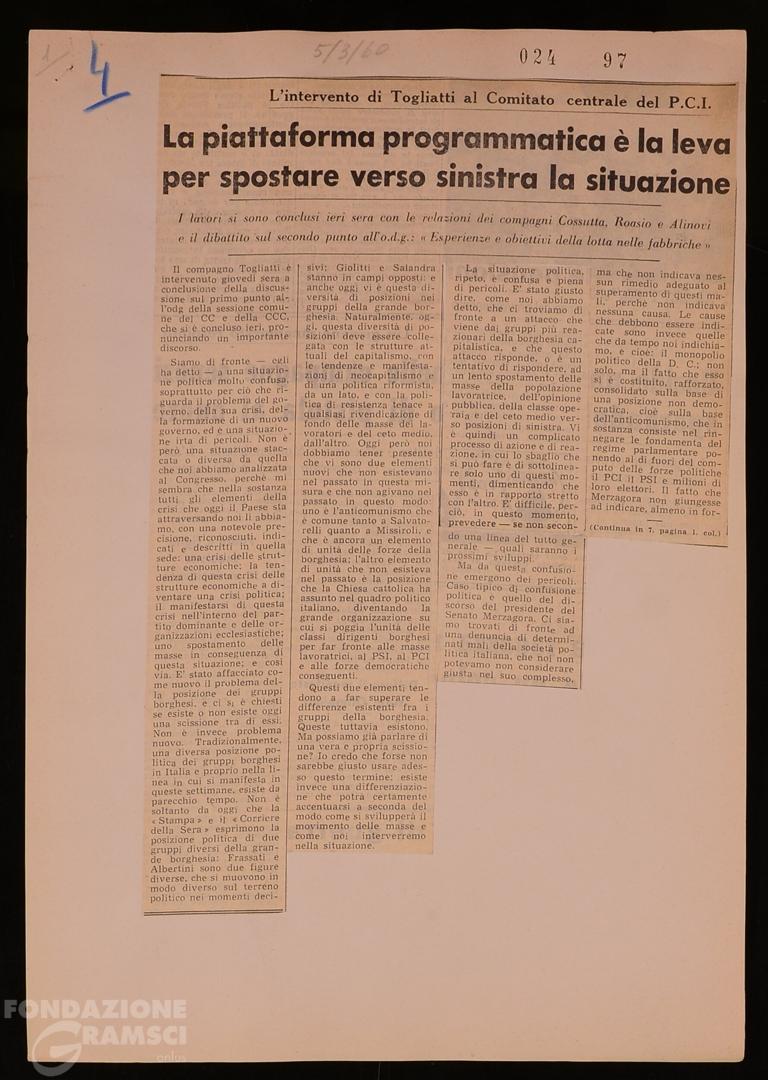 1
4
5/3/60
024 97
L'intervento di Togliatti al Comitato centrale del P.C.I.
La piattaforma programmatica è la leva
per spostare verso sinistra la situazione
I lavori si sono conclusi ieri sera con le relazioni dei compagni Cossutta, Roasio e Alinovi
e il dibattito sul secondo punto all'o.d.g.: « Esperienze e obiettivi della lotta nelle fabbriche »
Il compagno Togliatti è
intervenuto giovedì sera a
conclusione della discus-
sione sul primo punto al-
l'odg della sessione comu-
ne del CC e della CCC,
che si è concluso ieri, pro-
nunciando un importante
discorso.
Siamo di fronte — egli
ha detto — a una situazio-
ne politica molto confusa,
soprattutto per ciò che ri-
guarda il problema del go-
verno, della sua crisi, del-
la formazione di un nuovo
governo, ed è una situazio-
ne irta di pericoli. Non è
però una situazione stac-
cata o diversa da quella
che noi abbiamo analizzata
al Congresso, perchè mi
sembra che nella sostanza
tutti gli elementi della
crisi che oggi il Paese sta
attraversando noi li abbia-
mo, con una notevole pre-
cisione, riconosciuti, indi-
cati e descritti in quella
sede: una crisi delle strut-
ture economiche; la ten-
denza di questa crisi delle
strutture economiche a di-
ventare una crisi politica;
il manifestarsi di questa
crisi nell'interno del par-
tito dominante e delle or-
ganizzazioni ecclesiastiche;
uno spostamento delle
masse in conseguenza di
questa situazione; e così
via. E' stato affacciato co-
me nuovo il problema del-
la posizione dei gruppi
borghesi, e ci si è chiesti
se esiste o non esiste oggi
una scissione tra di essi.
Non è invece problema
nuovo. Tradizionalmente,
una diversa posizione po-
litica dei gruppi borghesi
in Italia e proprio nella li-
nea in cui si manifesta in
queste settimane, esiste da
parecchio tempo. Non è
soltanto da oggi che la
« Stampa » e il « Corriere
della Sera » esprimono la
posizione politica di due
gruppi diversi della gran-
de borghesia: Frassati e
Albertini sono due figure
diverse, che si muovono in
modo diverso sul terreno
politico nei momenti deci-
sivi; Giolitti e Salandra
stanno in campi opposti; e
anche oggi vi è questa di-
versità di posizioni nei
gruppi della grande bor-
ghesia. Naturalmente, og-
gi, questa diversità di po-
sizioni deve essere colle-
gata con le strutture at-
tuali del capitalismo, con
le tendenze e manifesta-
zioni di neocapitalismo e
di una politica riformista,
da un lato, e con la poli-
tica di resistenza tenace a
qualsiasi rivendicazione di
fondo delle masse dei la-
voratori e del ceto medio,
dall'altro. Oggi però noi
dobbiamo tener presente
che vi sono due elementi
nuovi che non esistevano
nel passato in questa mi-
sura e che non agivano nel
passato in questo modo:
uno è l'anticomunismo che
è comune tanto a Salvato-
relli quanto a Missiroli, e
che è ancora un elemento
di unità delle forze della
borghesia; l'altro elemento
di unità che non esisteva
nel passato è la posizione
che la Chiesa cattolica ha
assunto nel quadro politico
italiano, diventando la
grande organizzazione su
cui si poggia l'unità delle
classi dirigenti borghesi
per far fronte alle masse
lavoratrici, al PSI, al PCI
e alle forze democratiche
conseguenti.
Questi due elementi ten-
dono a far superare le
differenze esistenti fra i
gruppi della borghesia.
Queste tuttavia esistono.
Ma possiamo già parlare di
una vera e propria scissio-
ne? Io credo che forse non
sarebbe giusto usare ades-
so questo termine; esiste
invece una differenziazio-
ne che potrà certamente
accentuarsi a seconda del
modo come si svilupperà il
movimento delle masse e
come noi interverremo
nella situazione.
La situazione politica,
ripeto, è confusa e piena
di pericoli. E' stato giusto
dire, come noi abbiamo
detto, che ci troviamo di
fronte a un attacco che
viene dai gruppi più rea-
zionari della borghesia ca-
pitalistica, e che questo
attacco risponde, o è un
tentativo di rispondere, ad
un lento spostamento delle
masse della popolazione
lavoratrice, dell'opinione
pubblica, della classe ope-
raia e del ceto medio ver-
so posizioni di sinistra. Vi
è quindi un complicato
processo di azione e di rea-
zione, in cui lo sbaglio che
si può fare è di sottolinea-
re solo uno di questi mo-
menti, dimenticando che
esso è in rapporto stretto
con l'altro. E' difficile, per-
ciò, in questo momento,
prevedere — se non secon-
do una linea del tutto ge-
nerale — quali saranno i
prossimi sviluppi.
Ma da questa confusio-
ne emergono dei pericoli.
Caso tipico di confusione
politica è quello del di-
scorso del presidente del
Senato Merzagora. Ci sia-
mo trovati di fronte ad
una denuncia di determi-
nati mali della società po-
litica italiana, che noi non
potevamo non considerare
giusta nel suo complesso,
ma che non indicava nes-
sun rimedio adeguato al
superamento di questi ma-
li, perchè non indicava
nessuna causa. Le cause
che debbono essere indi-
cate sono invece quelle
che da tempo noi indichia-
mo, e cioè: il monopolio
politico della D. C.; non
solo, ma il fatto che esso
si è costituito, rafforzato,
consolidato sulla base di
una posizione non demo-
cratica, cioè sulla base
dell'anticomunismo, che in
sostanza consiste nel rin-
negare le fondamenta del
regime parlamentare po-
nendo al di fuori del com-
puto delle forze politiche
il PCI il PSI e milioni di
loro elettori. Il fatto che
Merzagora non giungesse
ad indicare, almeno in for-
(Continua in 7. pagina 1. col.)
FONDAZIONE
GRAMSCI
onlus